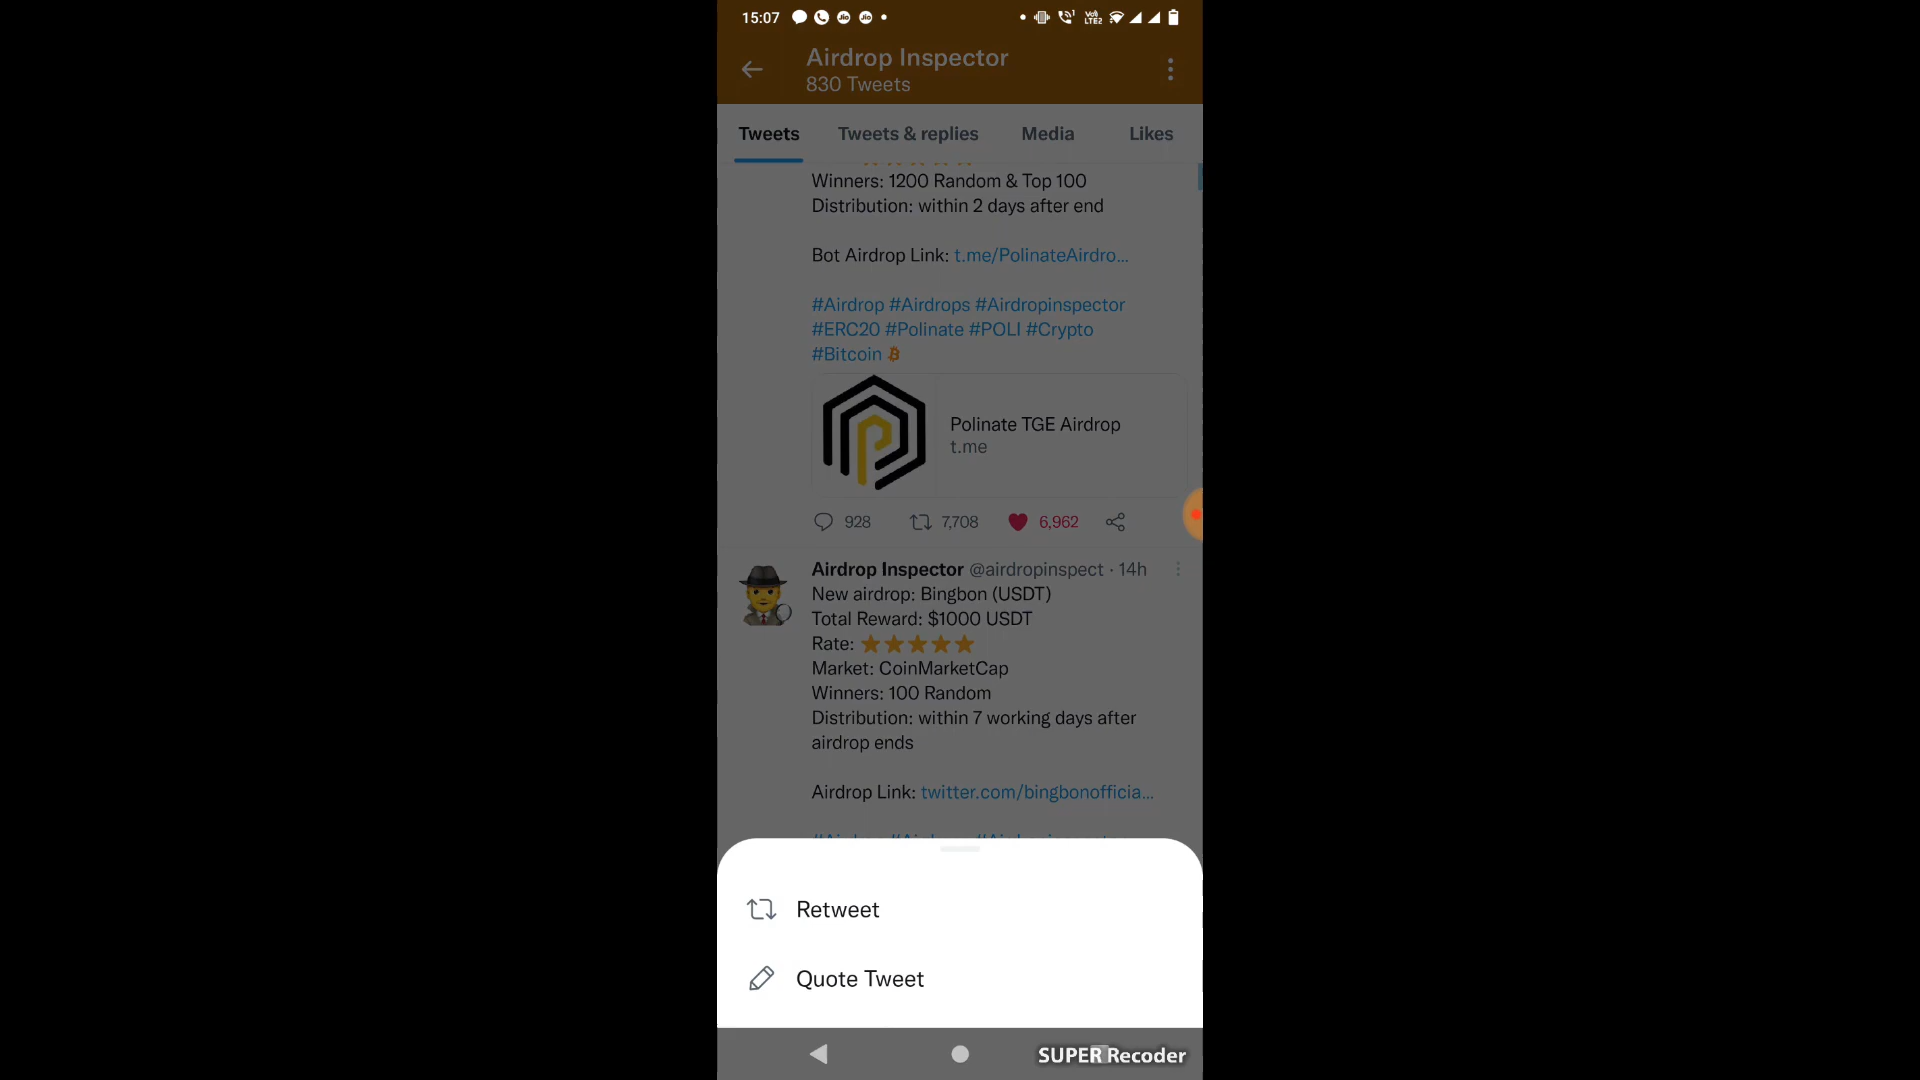 15:07
Airdrop Inspector
830 Tweets
Tweets Tweets & replies Media Likes
Winners: 1200 Random & Top 100
Distribution: within 2 days after end
Bot Airdrop Link: t.me/PolinateAirdro...
#Airdrop #Airdrops #Airdropinspector
#ERC20 #Polinate #POLI #Crypto
#Bitcoin
Polinate TGE Airdrop
t.me
928 7,708 6,962
Airdrop Inspector @airdropinspect · 14h
New airdrop: Bingbon (USDT)
Total Reward: $1000 USDT
Rate:
Market: CoinMarketCap
Winners: 100 Random
Distribution: within 7 working days after
airdrop ends
Airdrop Link: twitter.com/bingbonofficia...
Retweet
Quote Tweet
SUPER Recoder